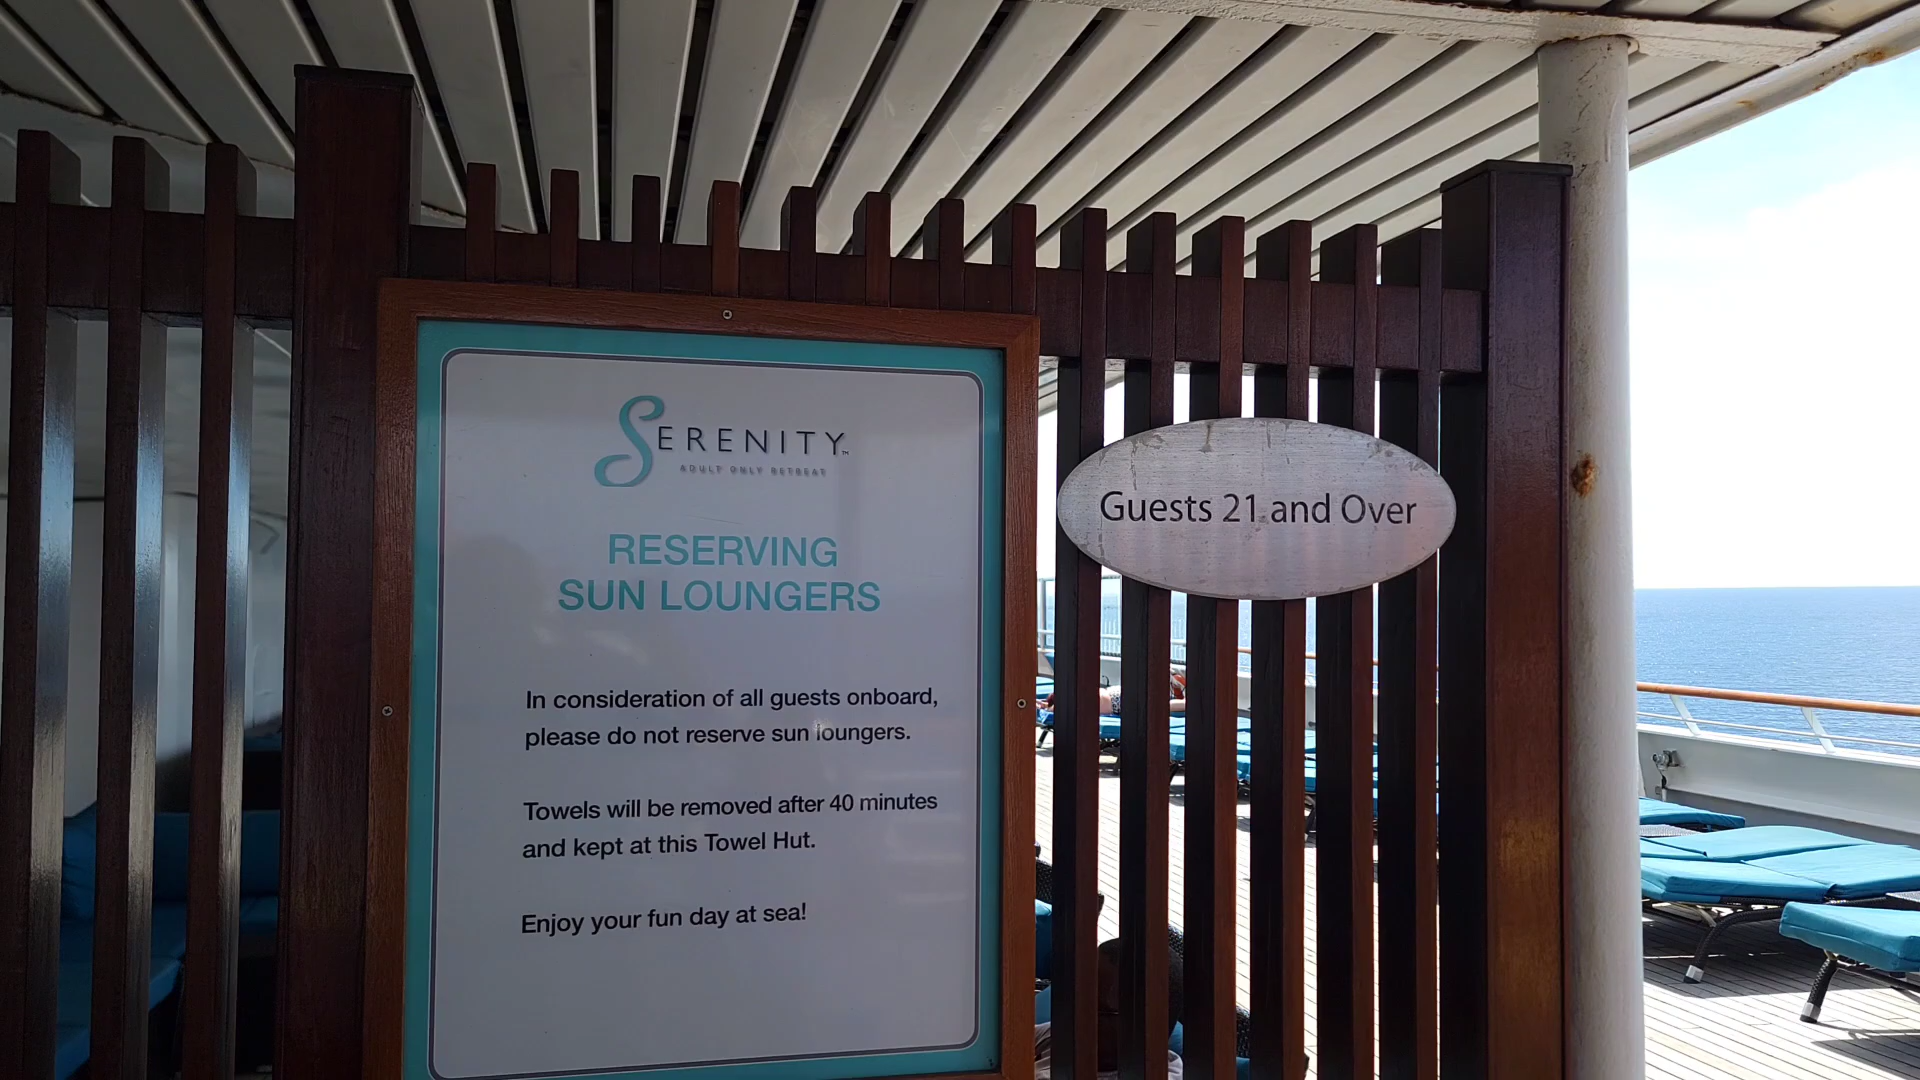 SERENITY™
ADULT ONLY RETREAT
RESERVING
SUN LOUNGERS
In consideration of all guests onboard,
please do not reserve sun loungers.
Towels will be removed after 40 minutes
and kept at this Towel Hut.
Enjoy your fun day at sea!
Guests 21 and Over